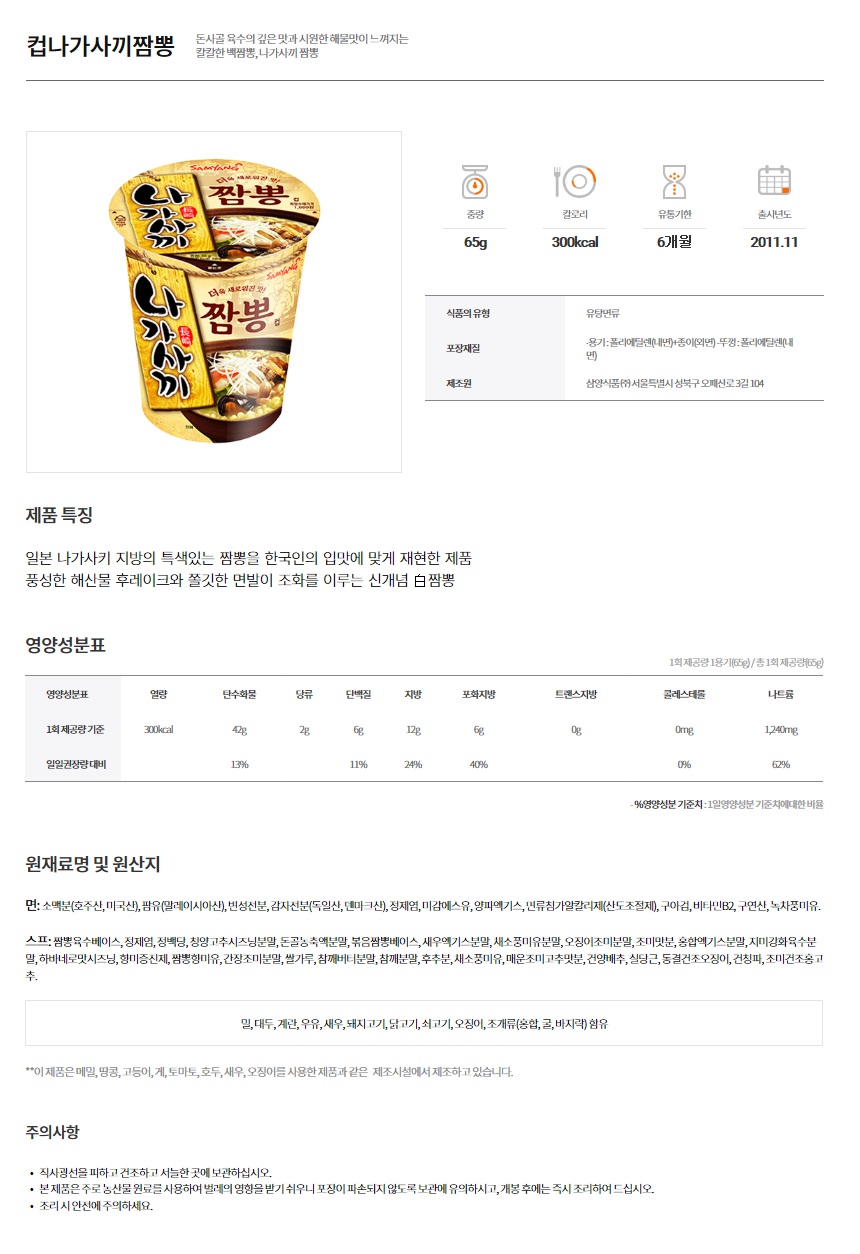 컵나가사끼짬뽕
돈사골 육수의 깊은 맛과 시원한 해물맛이 느껴지는
칼칼한 백짬뽕, 나가사끼 짬뽕
SAMYANG
더욱 새로워진 맛!
나가사끼
長崎
짬뽕
컵
SAMYANG
더욱 새로워진 맛!
나가사끼
長崎
짬뽕
컵
중량
칼로리
유통기한
출시년도
65g
300kcal
6개월
2011.11
식품의 유형 유탕면류
포장재질 ·용기 : 폴리에틸렌(내면)+종이(외면) ·뚜껑 : 폴리에틸렌(내
면)
제조원 삼양식품㈜ 서울특별시 성북구 오패산로 3길 104
제품 특징
일본 나가사키 지방의 특색있는 짬뽕을 한국인의 입맛에 맞게 재현한 제품
풍성한 해산물 후레이크와 쫄깃한 면발이 조화를 이루는 신개념 白짬뽕
영양성분표
1회 제공량 1용기(65g) / 총 1회 제공량(65g)
영양성분표 열량 탄수화물 당류 단백질 지방 포화지방 트랜스지방 콜레스테롤 나트륨
1회 제공량 기준 300kcal 42g 2g 6g 12g 6g 0g 0mg 1,240mg
일일권장량 대비 13% 11% 24% 40% 0% 62%
- %영양성분 기준치 : 1일영양성분 기준치에대한 비율
원재료명 및 원산지
면: 소맥분(호주산, 미국산), 팜유(말레이시아산), 변성전분, 감자전분(독일산, 덴마크산), 정제염, 미감에스유, 양파엑기스, 면류첨가알칼리제(산도조절제), 구아검, 비타민B2, 구연산, 녹차풍미유.
스프: 짬뽕육수베이스, 정제염, 정백당, 청양고추시즈닝분말, 돈골농축액분말, 볶음짬뽕베이스, 새우엑기스분말, 채소풍미유분말, 오징어조미분말, 조미맛분, 홍합엑기스분말, 지미강화육수분
말, 하바네로맛시즈닝, 향미증진제, 짬뽕향미유, 간장조미분말, 쌀가루, 참깨버터분말, 참깨분말, 후추분, 채소풍미유, 매운조미고추맛분, 건양배추, 실당근, 동결건조오징어, 건청파, 조미건조홍고
추.
밀, 대두, 계란, 우유, 새우, 돼지고기, 닭고기, 쇠고기, 오징어, 조개류(홍합, 굴, 바지락) 함유
**이 제품은 메밀, 땅콩, 고등어, 게, 토마토, 호두, 새우, 오징어를 사용한 제품과 같은 제조시설에서 제조하고 있습니다.
주의사항
• 직사광선을 피하고 건조하고 서늘한 곳에 보관하십시오.
• 본 제품은 주로 농산물 원료를 사용하여 벌레의 영향을 받기 쉬우니 포장이 파손되지 않도록 보관에 유의하시고, 개봉 후에는 즉시 조리하여 드십시오.
• 조리 시 안전에 주의하세요.